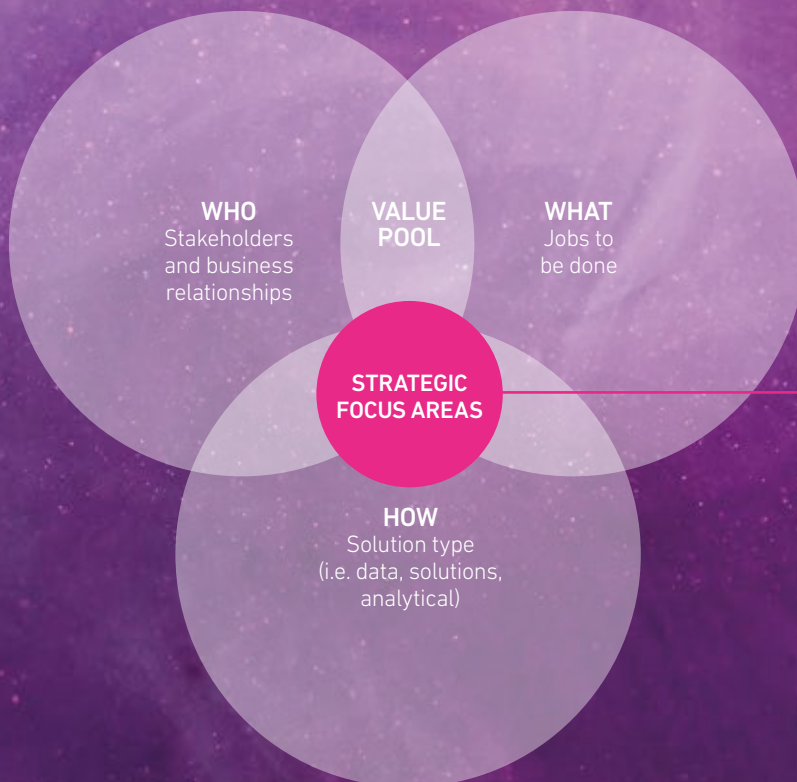 WHO
Stakeholders
and business
relationships
VALUE
POOL
WHAT
Jobs to
be done
STRATEGIC
FOCUS AREAS
HOW
Solution type
(i.e. data, solutions,
analytical)